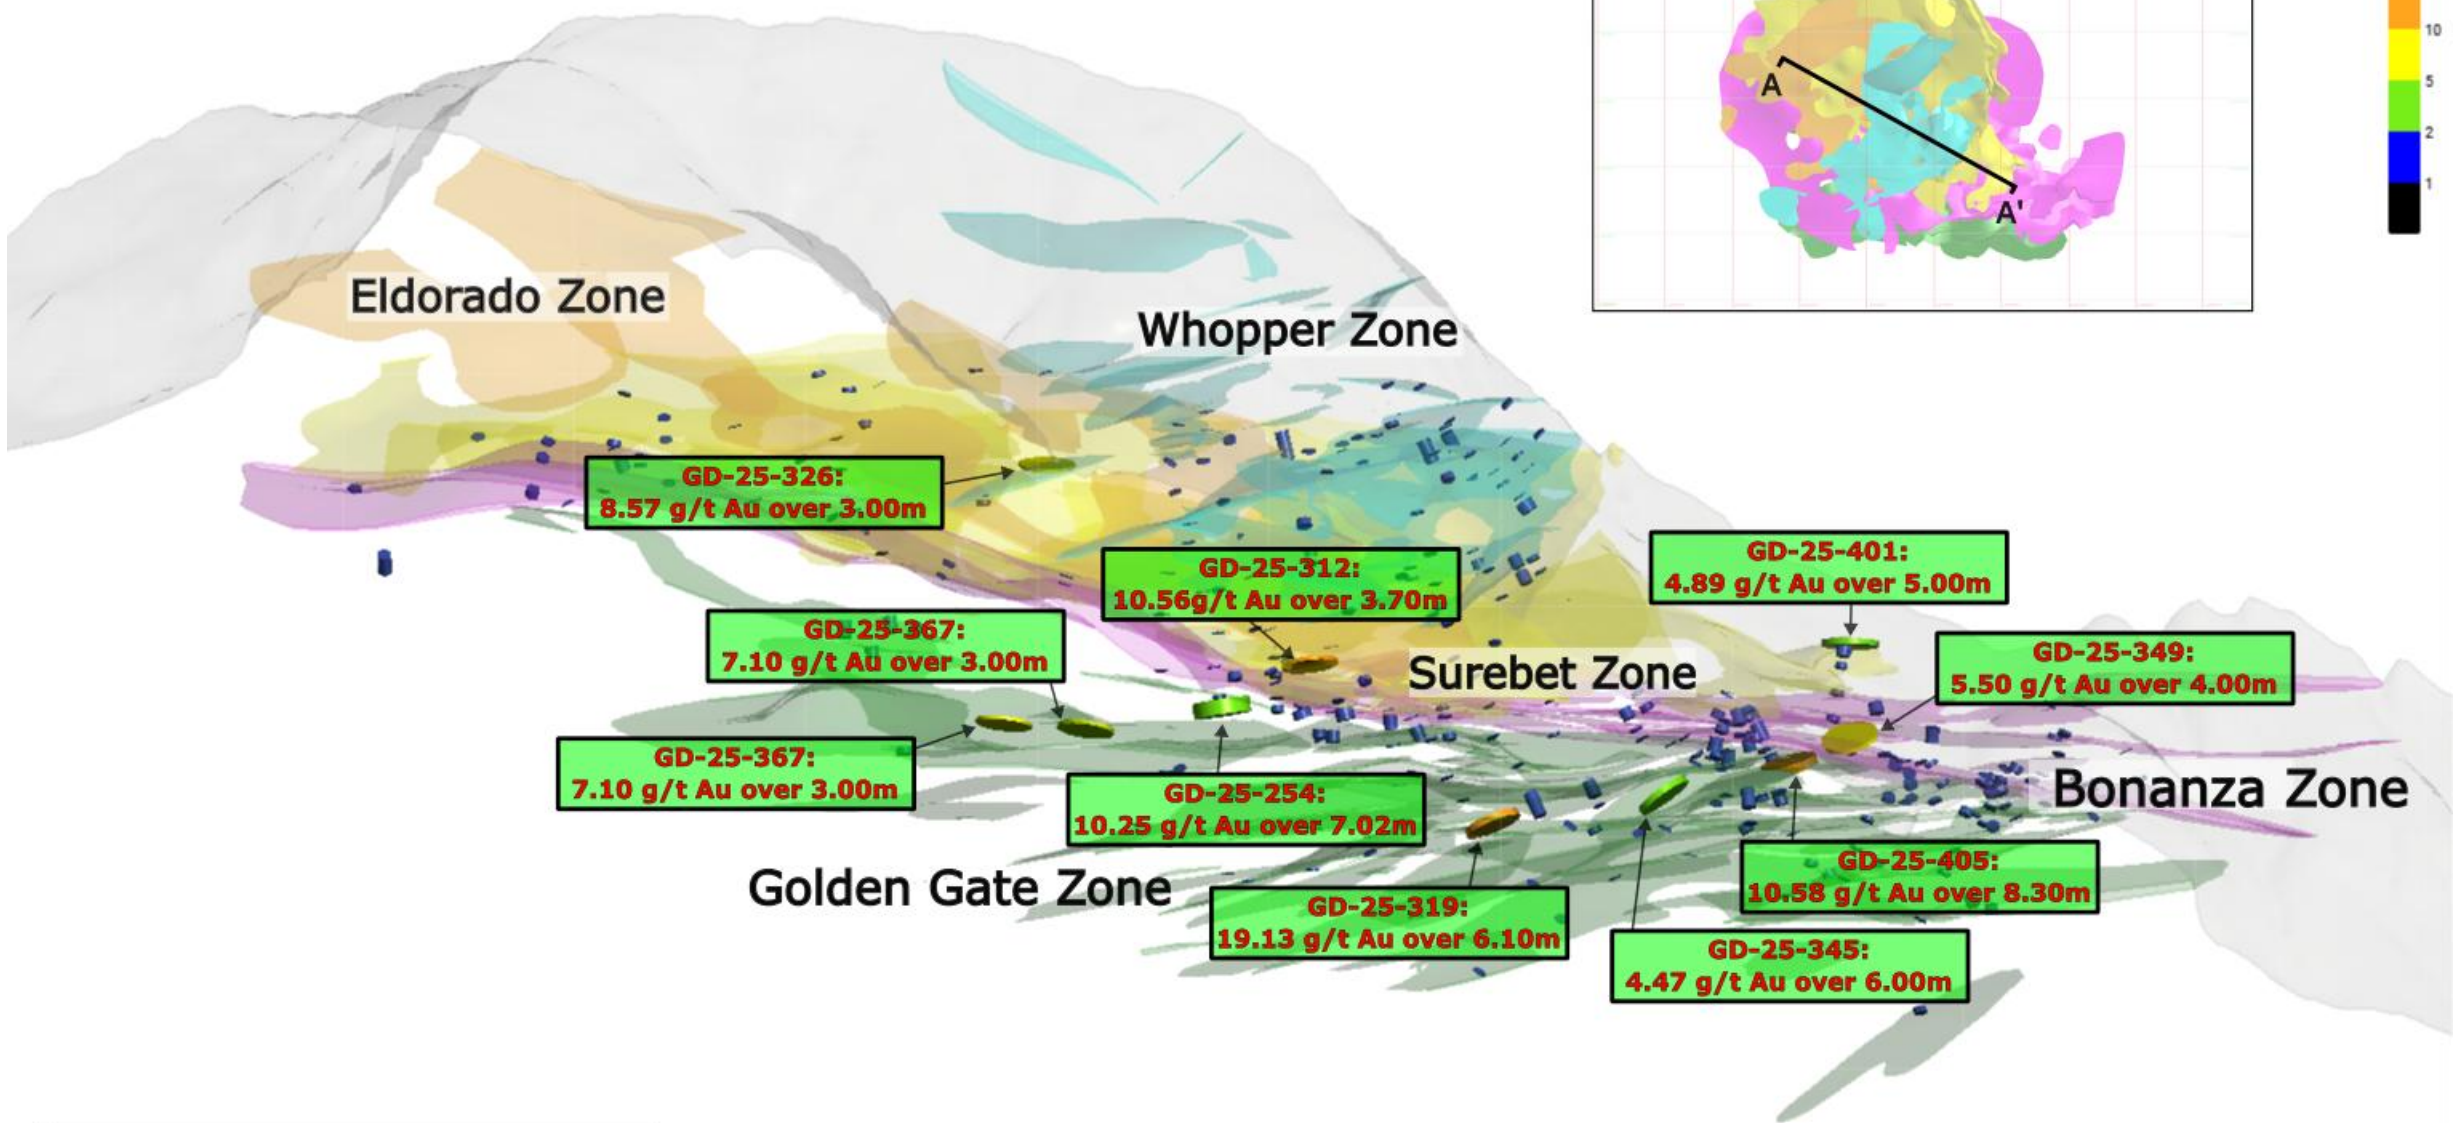 10
5
2
1
A
A'
Eldorado Zone
Whopper Zone
GD-25-326:
8.57 g/t Au over 3.00m
GD-25-312:
10.56g/t Au over 3.70m
GD-25-401:
4.89 g/t Au over 5.00m
GD-25-367:
7.10 g/t Au over 3.00m
Surebet Zone
GD-25-349:
5.50 g/t Au over 4.00m
GD-25-367:
7.10 g/t Au over 3.00m
GD-25-254:
10.25 g/t Au over 7.02m
Bonanza Zone
Golden Gate Zone
GD-25-319:
19.13 g/t Au over 6.10m
GD-25-405:
10.58 g/t Au over 8.30m
GD-25-345:
4.47 g/t Au over 6.00m